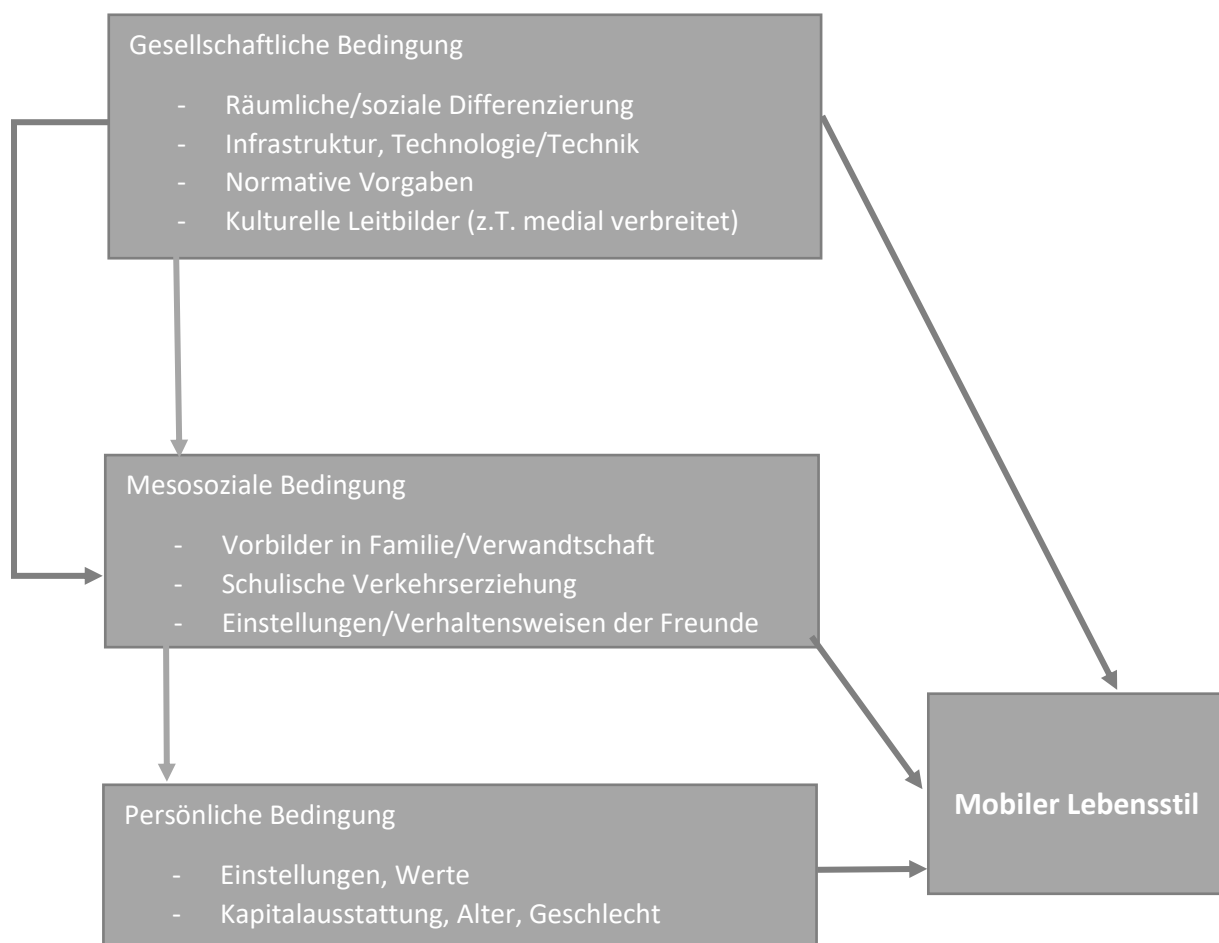 Gesellschaftliche Bedingung
- Räumliche/soziale Differenzierung
- Infrastruktur, Technologie/Technik
- Normative Vorgaben
- Kulturelle Leitbilder (z.T. medial verbreitet)
Mesosoziale Bedingung
- Vorbilder in Familie/Verwandtschaft
- Schulische Verkehrserziehung
- Einstellungen/Verhaltensweisen der Freunde
Persönliche Bedingung
- Einstellungen, Werte
- Kapitalausstattung, Alter, Geschlecht
Mobiler Lebensstil